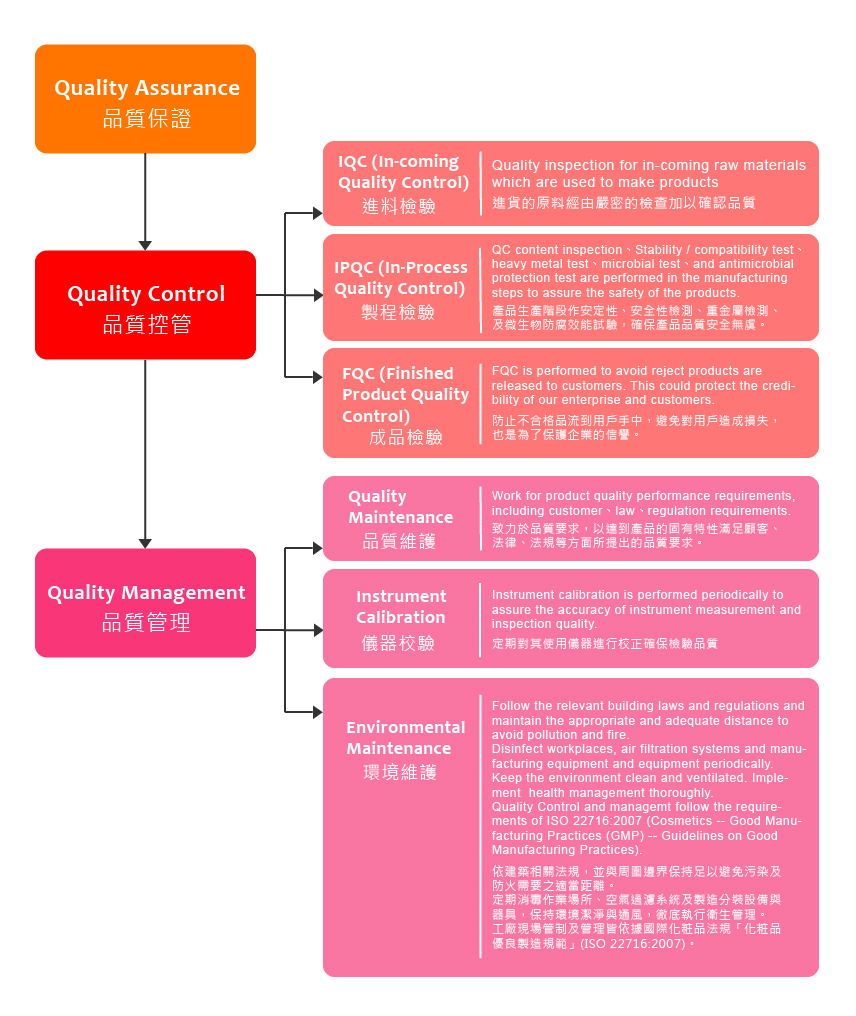 Quality Assurance
品質保證
Quality Control
品質控管
IQC (In-coming
Quality Control)
進料檢驗
Quality inspection for in-coming raw materials
which are used to make products
進貨的原料經由嚴密的檢查加以確認品質
IPQC (In-Process
Quality Control)
製程檢驗
QC content inspection、Stability / compatibility test、
heavy metal test、microbial test、and antimicrobial
protection test are performed in the manufacturing
steps to assure the safety of the products.
產品生產階段作安定性、安全性檢測、重金屬檢測、
及微生物防腐效能試驗，確保產品品質安全無虞。
FQC (Finished
Product Quality
Control)
成品檢驗
FQC is performed to avoid reject products are
released to customers. This could protect the credi-
bility of our enterprise and customers.
防止不合格品流到用戶手中，避免對用戶造成損失，
也是為了保護企業的信譽。
Quality Management
品質管理
Quality
Maintenance
品質維護
Work for product quality performance requirements,
including customer、law、regulation requirements.
致力於品質要求，以達到產品的固有特性滿足顧客、
法律、法規等方面所提出的品質要求。
Instrument
Calibration
儀器校驗
Instrument calibration is performed periodically to
assure the accuracy of instrument measurement and
inspection quality.
定期對其使用儀器進行校正確保檢驗品質
Environmental
Maintenance
環境維護
Follow the relevant building laws and regulations and
maintain the appropriate and adequate distance to
avoid pollution and fire.
Disinfect workplaces, air filtration systems and manu-
facturing equipment and equipment periodically.
Keep the environment clean and ventilated. Imple-
ment  health management thoroughly.
Quality Control and managemt follow the require-
ments of ISO 22716:2007 (Cosmetics -- Good Manu-
facturing Practices (GMP) -- Guidelines on Good
Manufacturing Practices).
依建築相關法規，並與周圍邊界保持足以避免污染及
防火需要之適當距離。
定期消毒作業場所、空氣過濾系統及製造分裝設備與
器具，保持環境潔淨與通風，徹底執行衛生管理。
工廠現場管制及管理皆依據國際化粧品法規「化粧品
優良製造規範」(ISO 22716:2007)。